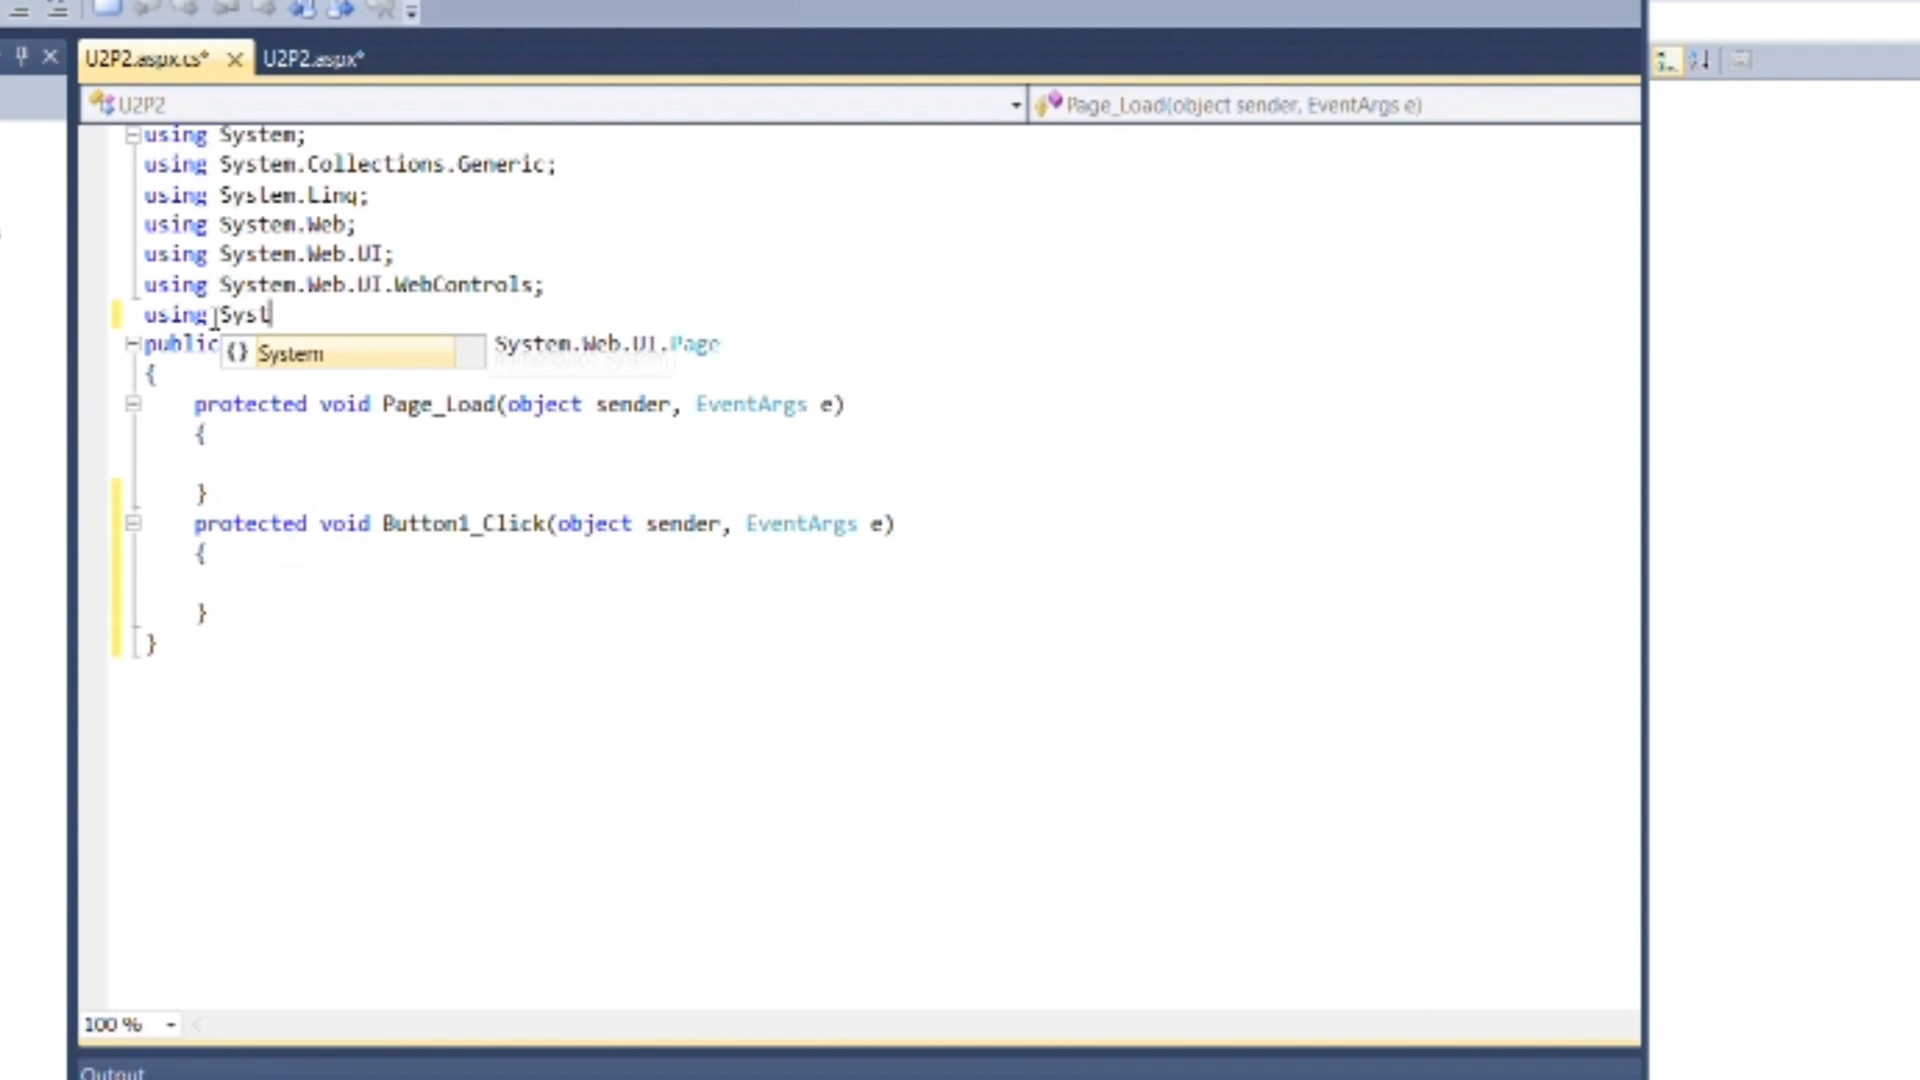 U2P2.aspx.cs* U2P2.aspx*
U2P2 Page_Load(object sender, EventArgs e)
using System;
using System.Collections.Generic;
using System.Linq;
using System.Web;
using System.Web.UI;
using System.Web.UI.WebControls;
using Syst
public System.Web.UI.Page
System
{
protected void Page_Load(object sender, EventArgs e)
{
}
protected void Button1_Click(object sender, EventArgs e)
{
}
}
100 %
Output